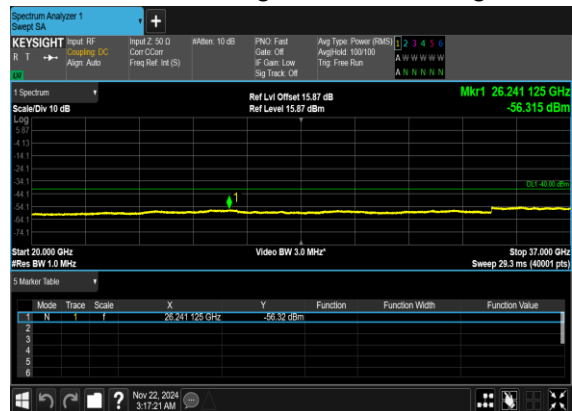 Spectrum Analyzer 1
Swept SA
+
KEYSIGHT Input: RF Input Z: 50 Ω #Atten: 10 dB PNO: Fast Avg Type: Power (RMS) 1 2 3 4 5 6
R T Coupling: DC Corr CCorr Gate: Off Avg|Hold: 100/100 A W W W W W
Align: Auto Freq Ref: Int (S) IF Gain: Low Trig: Free Run
Sig Track: Off A N N N N N
1 Spectrum Ref Lvl Offset 15.87 dB Mkr1 26.241 125 GHz
Scale/Div 10 dB Ref Level 15.87 dBm -56.315 dBm
Log
5.87
-4.13
-14.1
-24.1
-34.1
DL1 -40.00 dBm
-44.1
1
-54.1
-64.1
-74.1
Start 20.000 GHz Video BW 3.0 MHz* Stop 37.000 GHz
#Res BW 1.0 MHz Sweep 29.3 ms (40001 pts)
5 Marker Table
Mode Trace Scale X Y Function Function Width Function Value
1 N 1 f 26.241 125 GHz -56.32 dBm
2
3
4
5
6
? Nov 22, 2024
3:17:21 AM